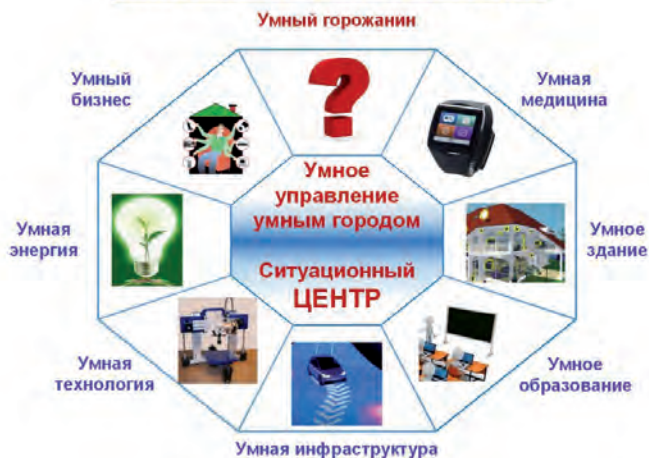 Умный горожанин
Умный
бизнес
Умная
медицина
Умное
управление
умным городом
Умная
энергия
Умное
здание
Ситуационный
ЦЕНТР
Умная
технология
Умное
образование
Умная инфраструктура